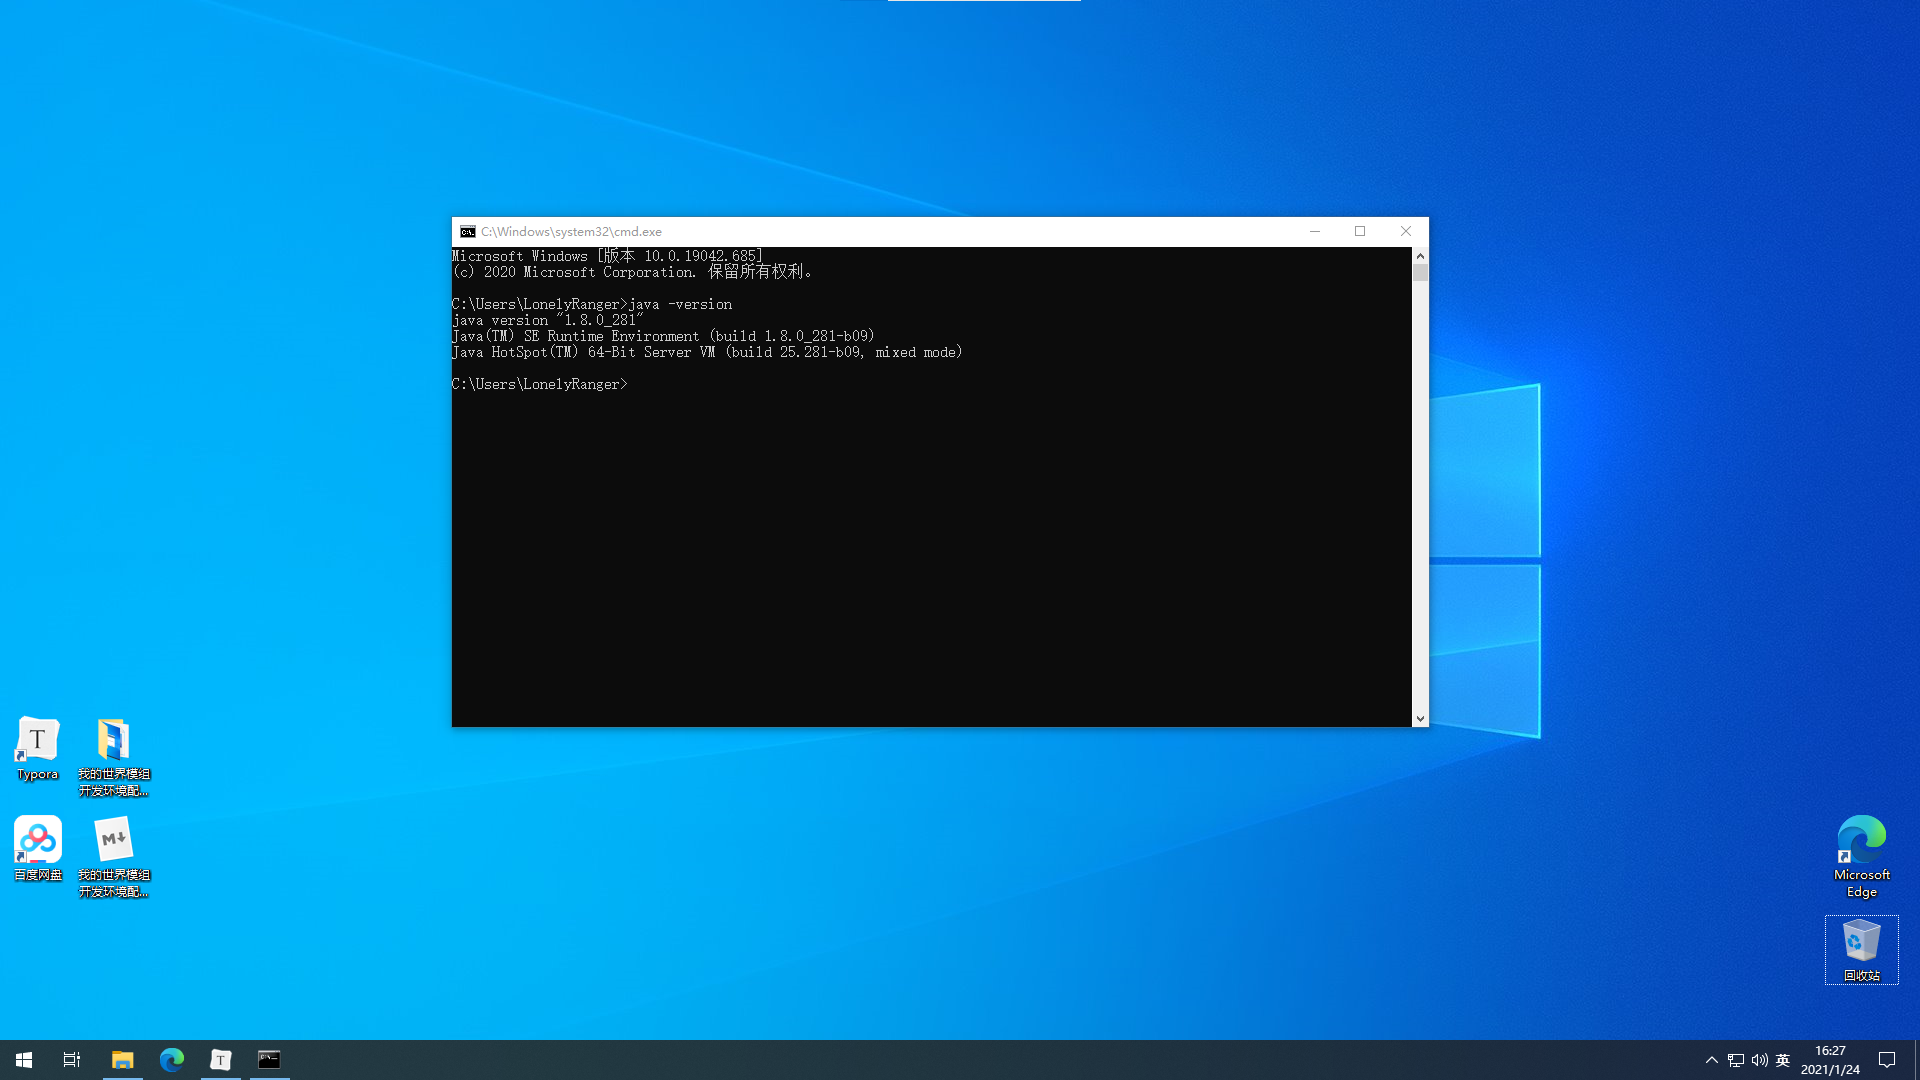 C:\Windows\system32\cmd.exe
Microsoft Windows [版本 10.0.19042.685]
(c) 2020 Microsoft Corporation. 保留所有权利。
C:\Users\LonelyRanger>java -version
java version "1.8.0_281"
Java(TM) SE Runtime Environment (build 1.8.0_281-b09)
Java HotSpot(TM) 64-Bit Server VM (build 25.281-b09, mixed mode)
C:\Users\LonelyRanger>
T
Typora
我的世界模组
开发环境配...
百度网盘
M
我的世界模组
开发环境配...
Microsoft
Edge
回收站
T
英
16:27
2021/1/24